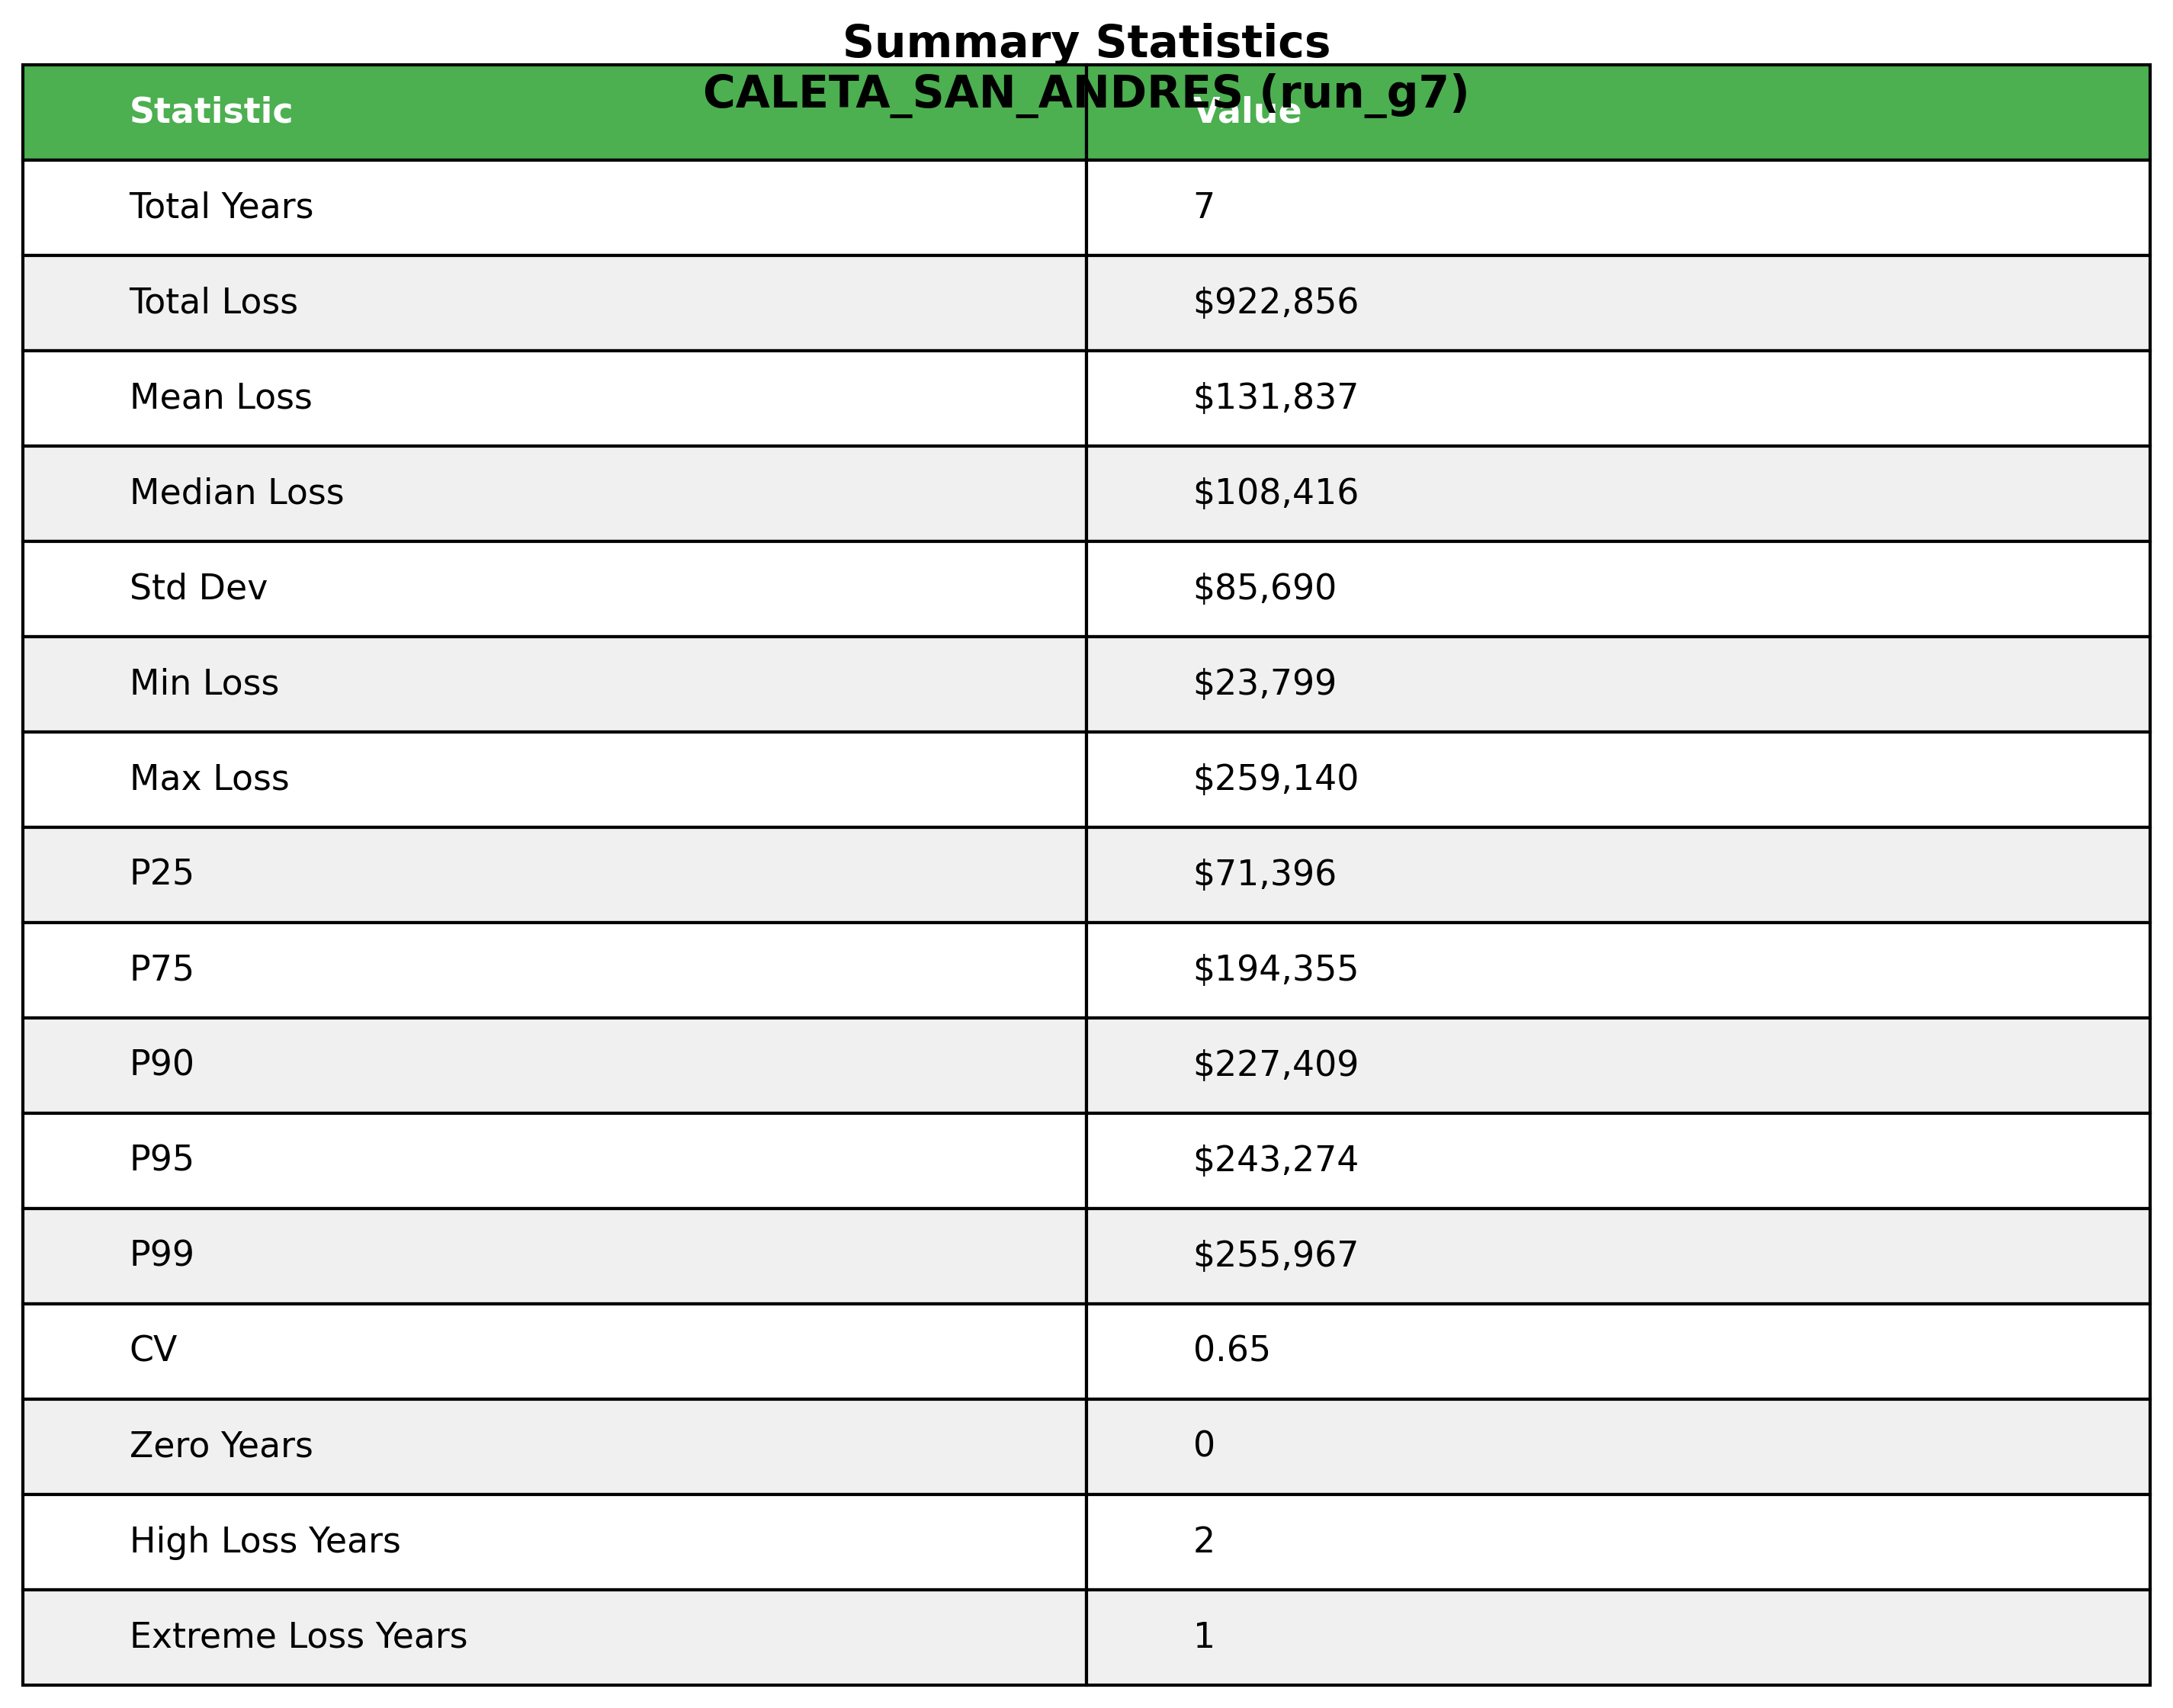 Summary Statistics
CALETA_SAN_ANDRES (run_g7)
Statistic Value
Total Years 7
Total Loss $922,856
Mean Loss $131,837
Median Loss $108,416
Std Dev $85,690
Min Loss $23,799
Max Loss $259,140
P25 $71,396
P75 $194,355
P90 $227,409
P95 $243,274
P99 $255,967
CV 0.65
Zero Years 0
High Loss Years 2
Extreme Loss Years 1